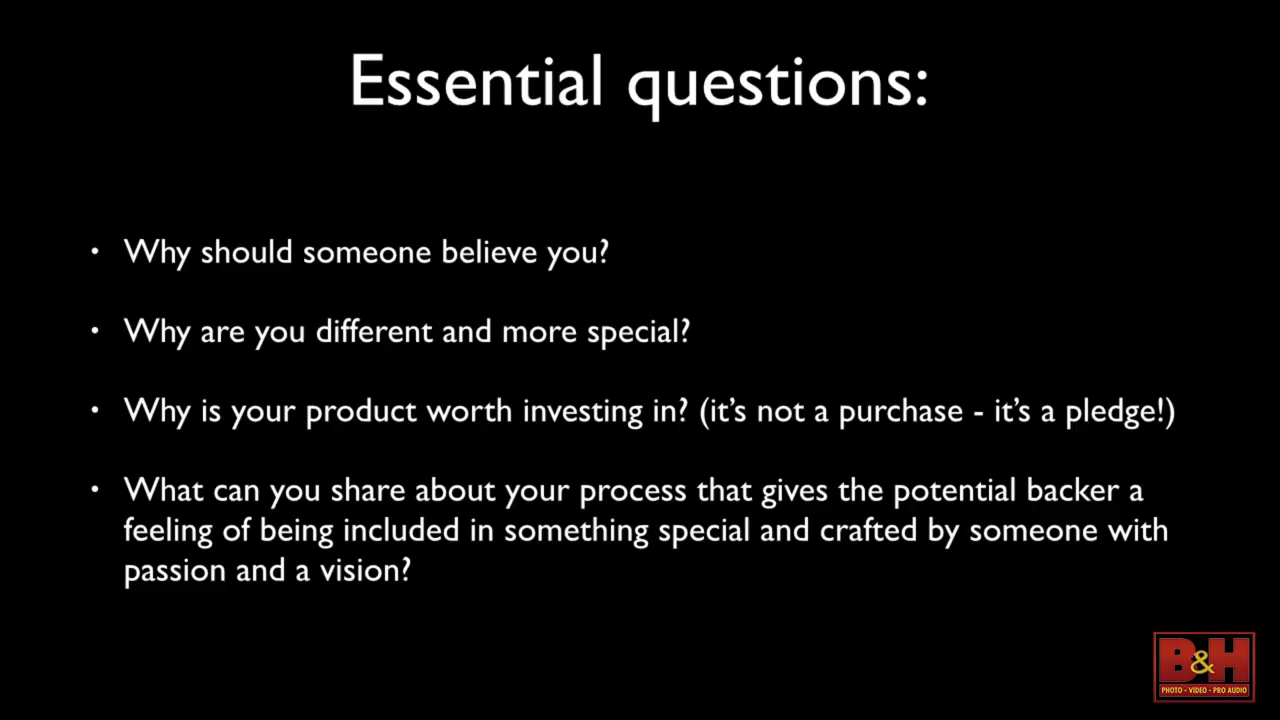 Essential questions:
• Why should someone believe you?
• Why are you different and more special?
• Why is your product worth investing in? (it’s not a purchase - it’s a pledge!)
• What can you share about your process that gives the potential backer a
feeling of being included in something special and crafted by someone with
passion and a vision?
B&H
PHOTO - VIDEO - PRO AUDIO